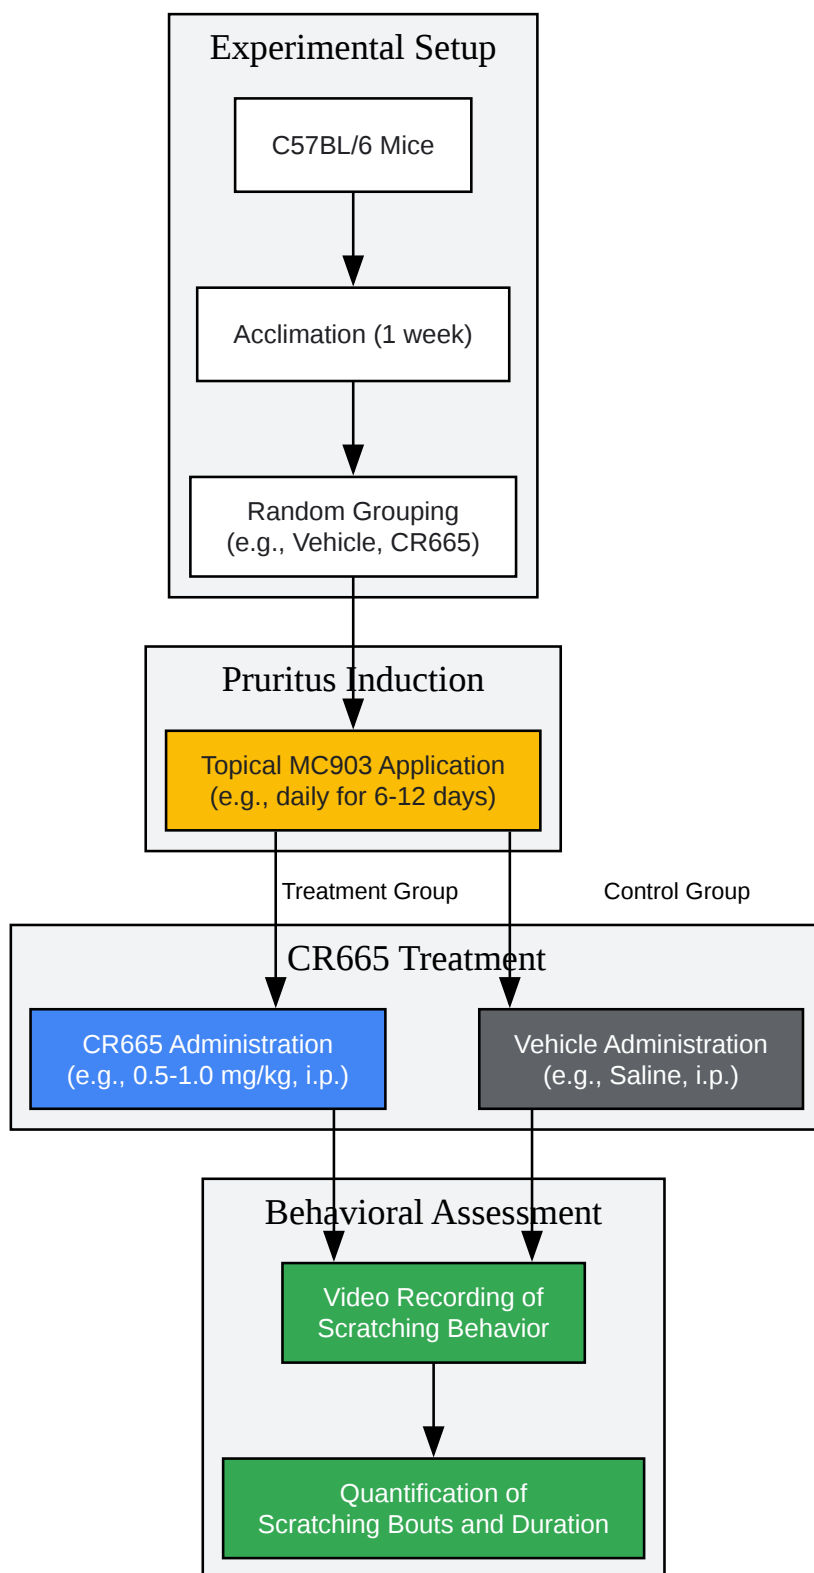 Experimental Setup
C57BL/6 Mice
Acclimation (1 week)
Random Grouping
(e.g., Vehicle, CR665)
Pruritus Induction
Topical MC903 Application
(e.g., daily for 6-12 days)
Treatment Group
Control Group
CR665 Treatment
CR665 Administration
(e.g., 0.5-1.0 mg/kg, i.p.)
Vehicle Administration
(e.g., Saline, i.p.)
Behavioral Assessment
Video Recording of
Scratching Behavior
Quantification of
Scratching Bouts and Duration